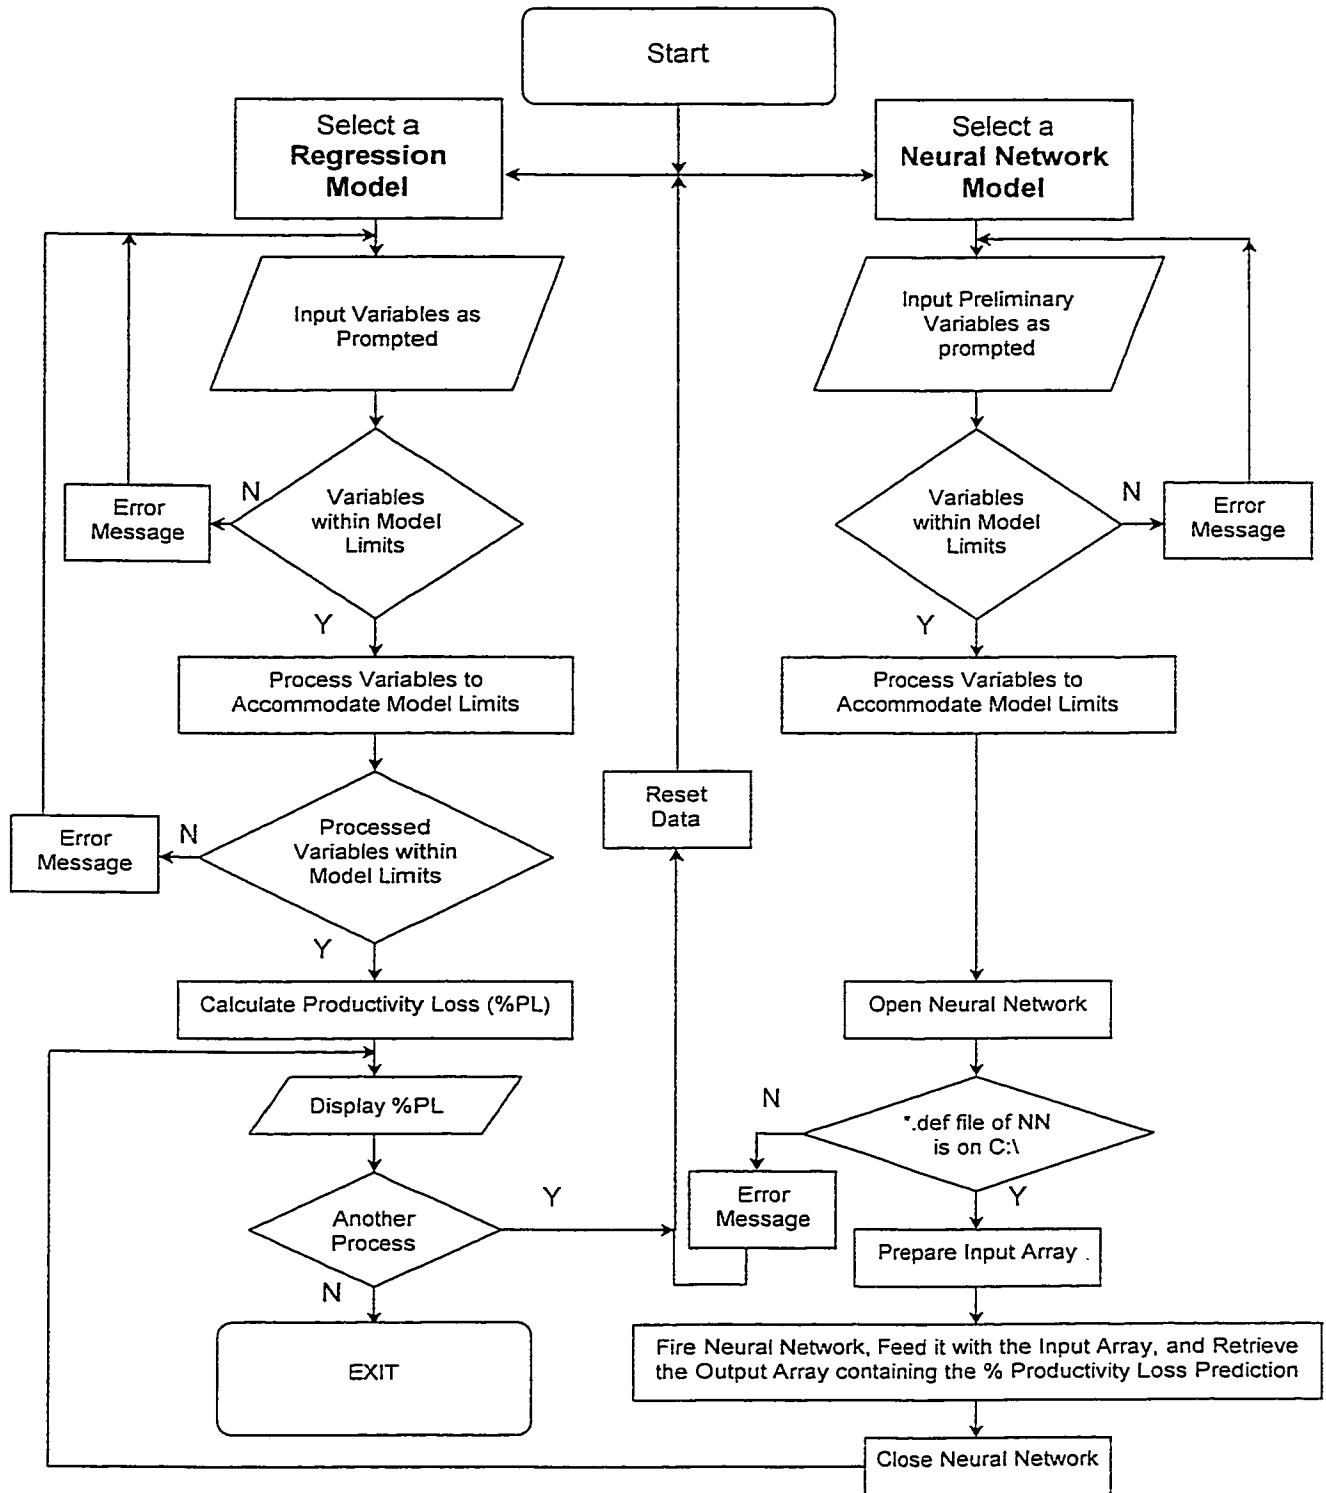 Start
Select a
Regression
Model
Select a
Neural Network
Model
Input Variables as
Prompted
Input Preliminary
Variables as
prompted
Error
Message
N
Variables
within Model
Limits
Variables
within Model
Limits
N
Error
Message
Y
Y
Process Variables to
Accommodate Model Limits
Process Variables to
Accommodate Model Limits
Reset
Data
Error
Message
N
Processed
Variables within
Model Limits
Y
Calculate Productivity Loss (%PL)
Open Neural Network
Display %PL
N
*.def file of NN
is on C:\
Y
Another
Process
Y
Error
Message
Prepare Input Array
N
EXIT
Fire Neural Network, Feed it with the Input Array, and Retrieve
the Output Array containing the % Productivity Loss Prediction
Close Neural Network